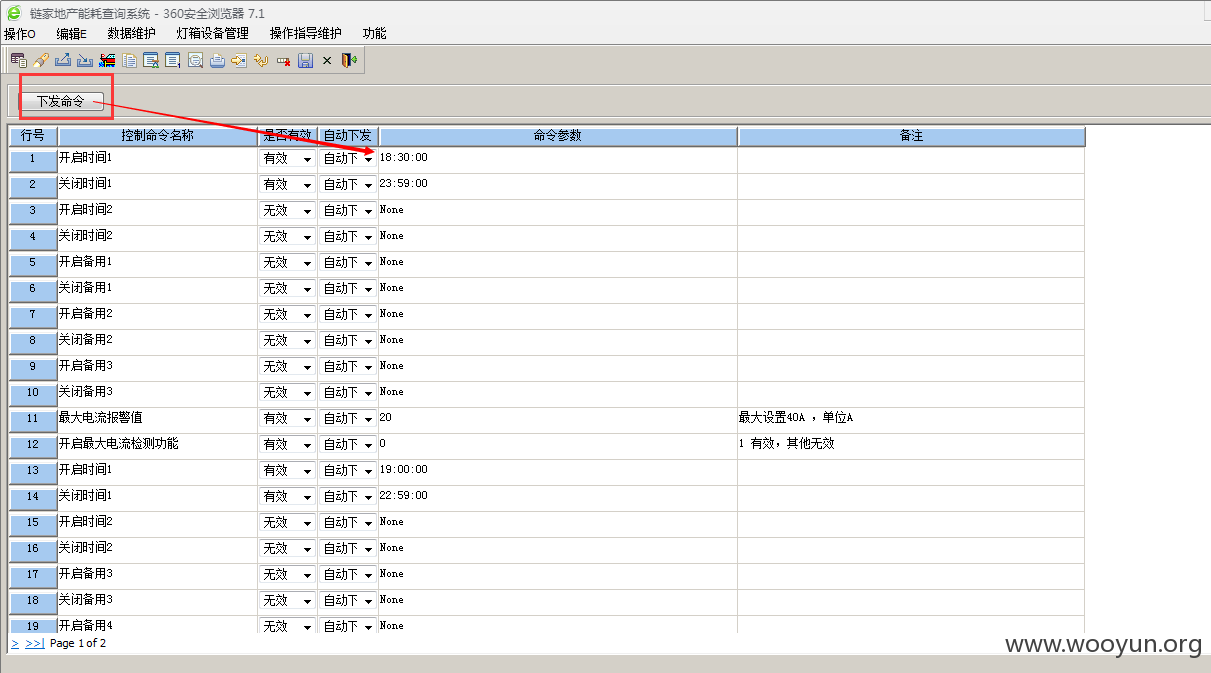 链家地产能耗查询系统 - 360安全浏览器 7.1
操作O 编辑E 数据维护 灯箱设备管理 操作指导维护 功能
下发命令
行号 控制命令名称 是否有效 自动下发 命令参数 备注
1 开启时间1 有效 自动下 18:30:00
2 关闭时间1 有效 自动下 23:59:00
3 开启时间2 无效 自动下 None
4 关闭时间2 无效 自动下 None
5 开启备用1 无效 自动下 None
6 关闭备用1 无效 自动下 None
7 开启备用2 无效 自动下 None
8 关闭备用2 无效 自动下 None
9 开启备用3 无效 自动下 None
10 关闭备用3 无效 自动下 None
11 最大电流报警值 有效 自动下 20 最大设置40A ，单位A
12 开启最大电流检测功能 有效 自动下 0 1 有效，其他无效
13 开启时间1 有效 自动下 19:00:00
14 关闭时间1 有效 自动下 22:59:00
15 开启时间2 无效 自动下 None
16 关闭时间2 无效 自动下 None
17 开启备用3 无效 自动下 None
18 关闭备用3 无效 自动下 None
19 开启备用4 无效 自动下 None
> >>| Page 1 of 2
www.wooyun.org